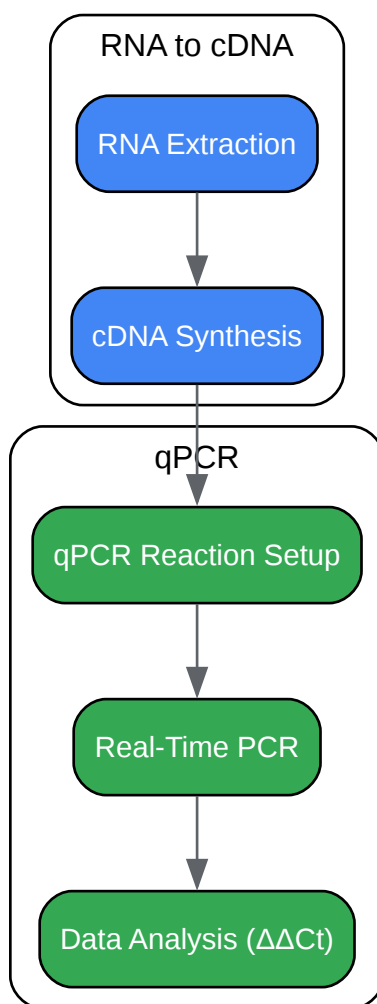 RNA to cDNA
RNA Extraction
cDNA Synthesis
qPCR
qPCR Reaction Setup
Real-Time PCR
Data Analysis (ΔΔCt)